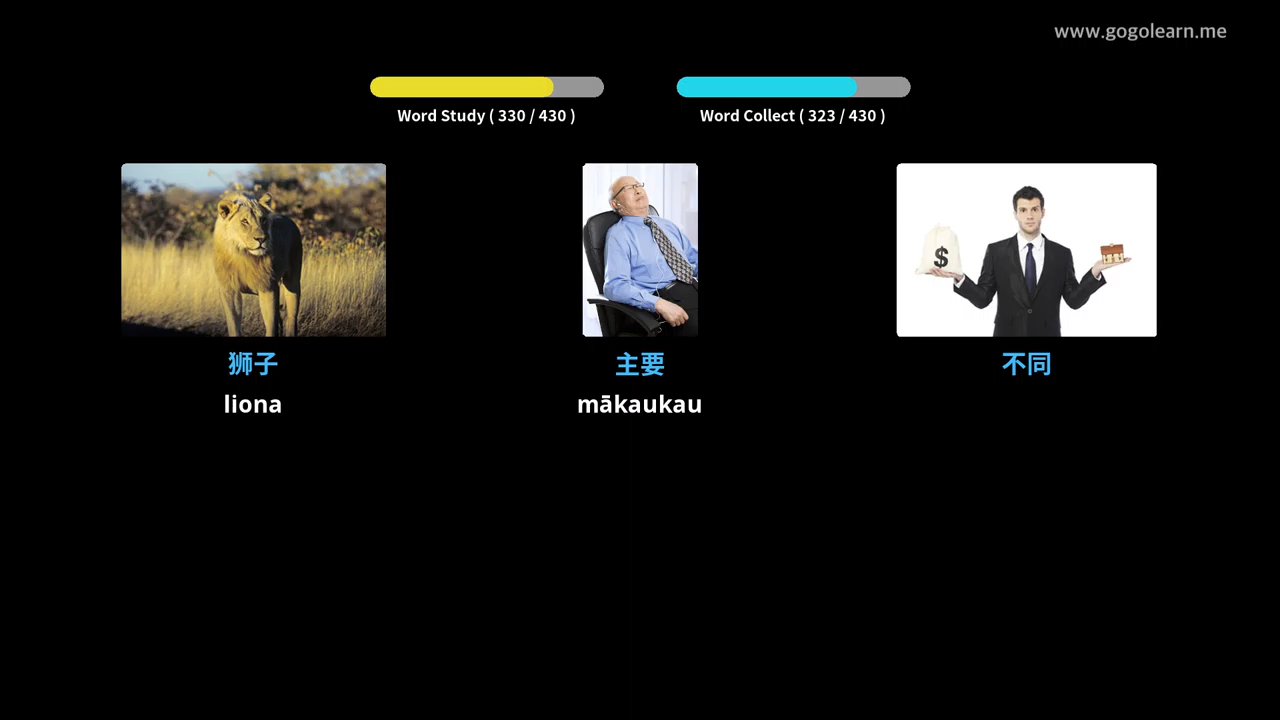 www.gogolearn.me
Word Study ( 330 / 430 )
Word Collect ( 323 / 430 )
狮子
主要
不同
liona
mākaukau
$